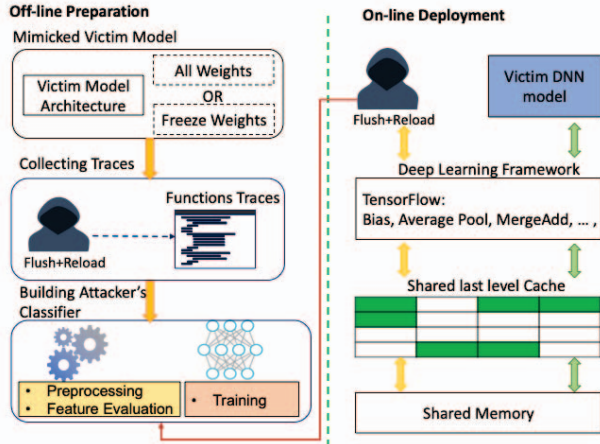 Off-line Preparation
Mimicked Victim Model
Victim Model
Architecture
All Weights
OR
Freeze Weights
Collecting Traces
Functions Traces
Flush+Reload
Building Attacker's
Classifier
• Preprocessing
• Feature Evaluation
• Training
On-line Deployment
Flush+Reload
Victim DNN
model
Deep Learning Framework
TensorFlow:
Bias, Average Pool, MergeAdd, ... ,
Shared last level Cache
Shared Memory